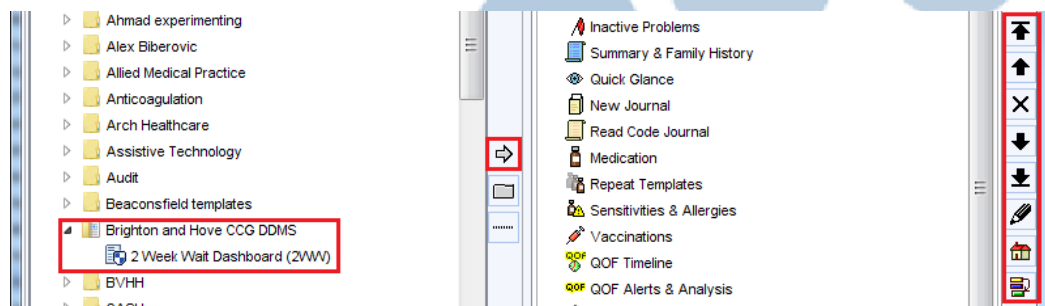 Ahmad experimenting
Alex Biberovic
Allied Medical Practice
Anticoagulation
Arch Healthcare
Assistive Technology
Audit
Beaconsfield templates
Brighton and Hove CCG DDMS
2 Week Wait Dashboard (2WW)
BVHH
Inactive Problems
Summary & Family History
Quick Glance
New Journal
Read Code Journal
Medication
Repeat Templates
Sensitivities & Allergies
Vaccinations
QOF QOF Timeline
QOF QOF Alerts & Analysis